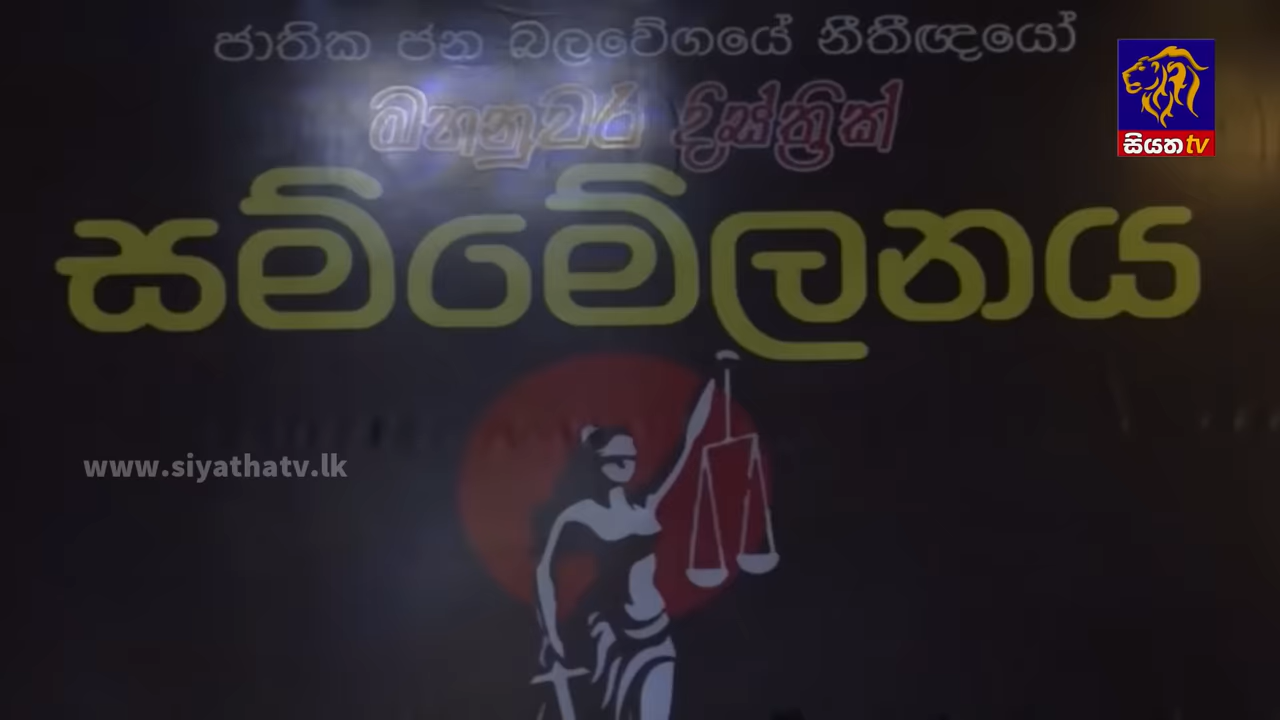 ජාතික ජන බලවේගයේ නීතීඥයෝ
මහනුවර දිස්ත්‍රික්
සම්මේලනය
සියත tv
www.siyathatv.lk